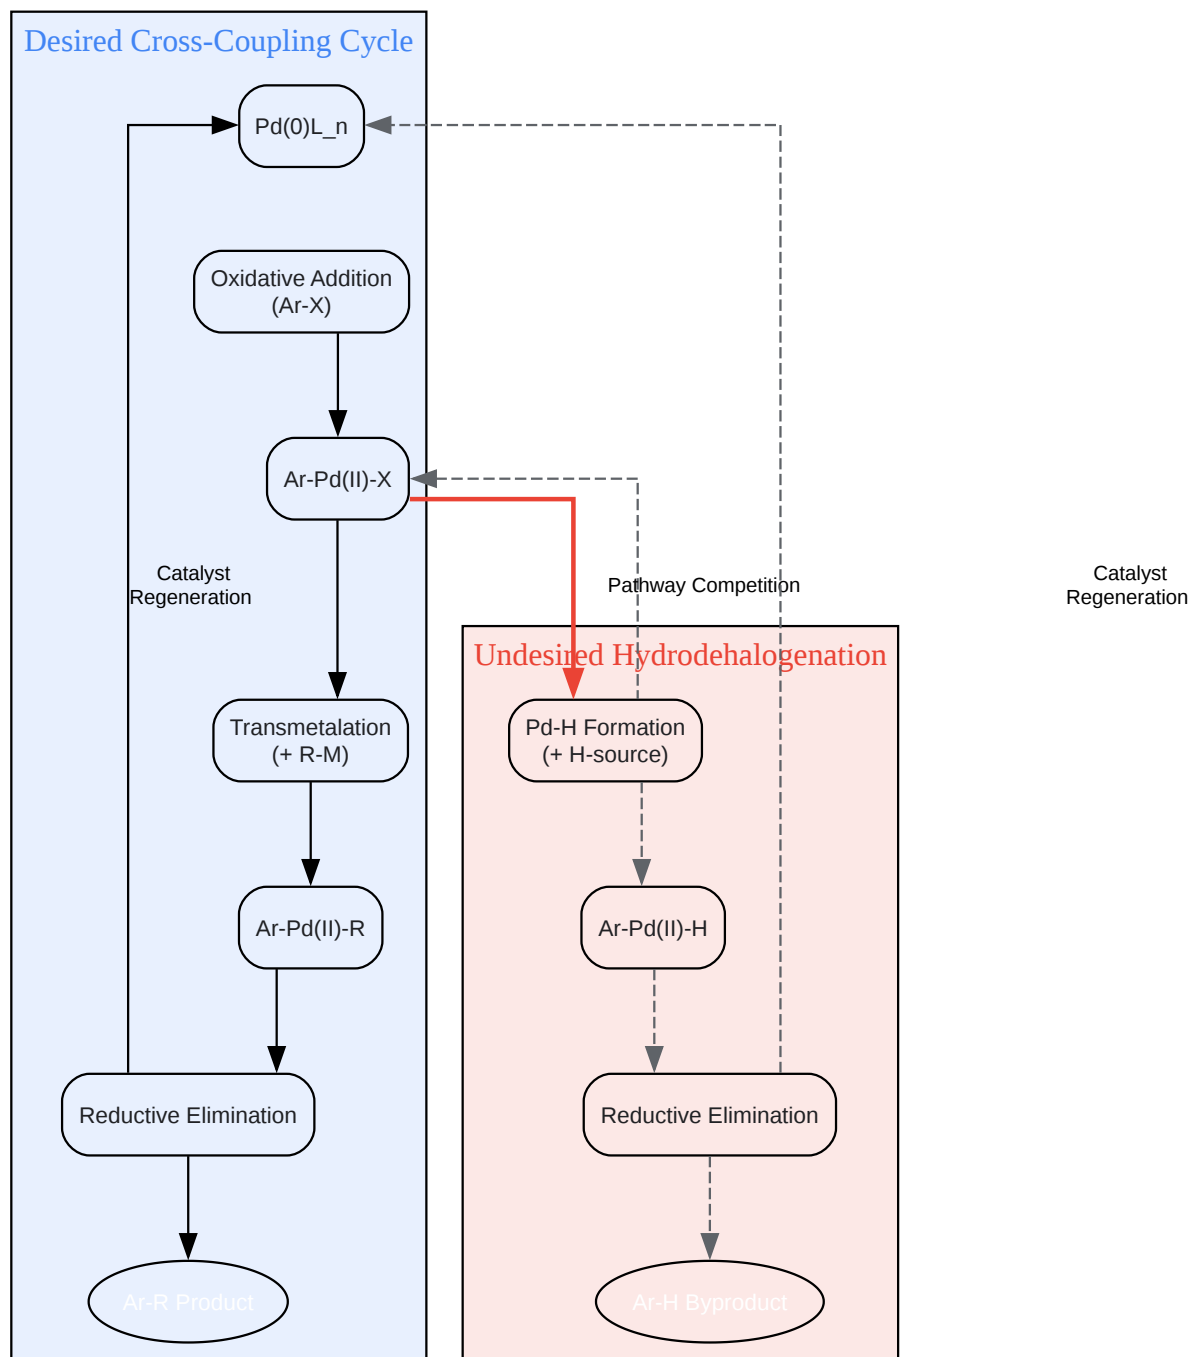 Desired Cross-Coupling Cycle
Pd(0)L_n
Oxidative Addition
(Ar-X)
Ar-Pd(II)-X
Catalyst
Regeneration
Pathway Competition
Catalyst
Regeneration
Undesired Hydrodehalogenation
Transmetalation
(+ R-M)
Pd-H Formation
(+ H-source)
Ar-Pd(II)-R
Ar-Pd(II)-H
Reductive Elimination
Reductive Elimination
Ar-R Product
Ar-H Byproduct